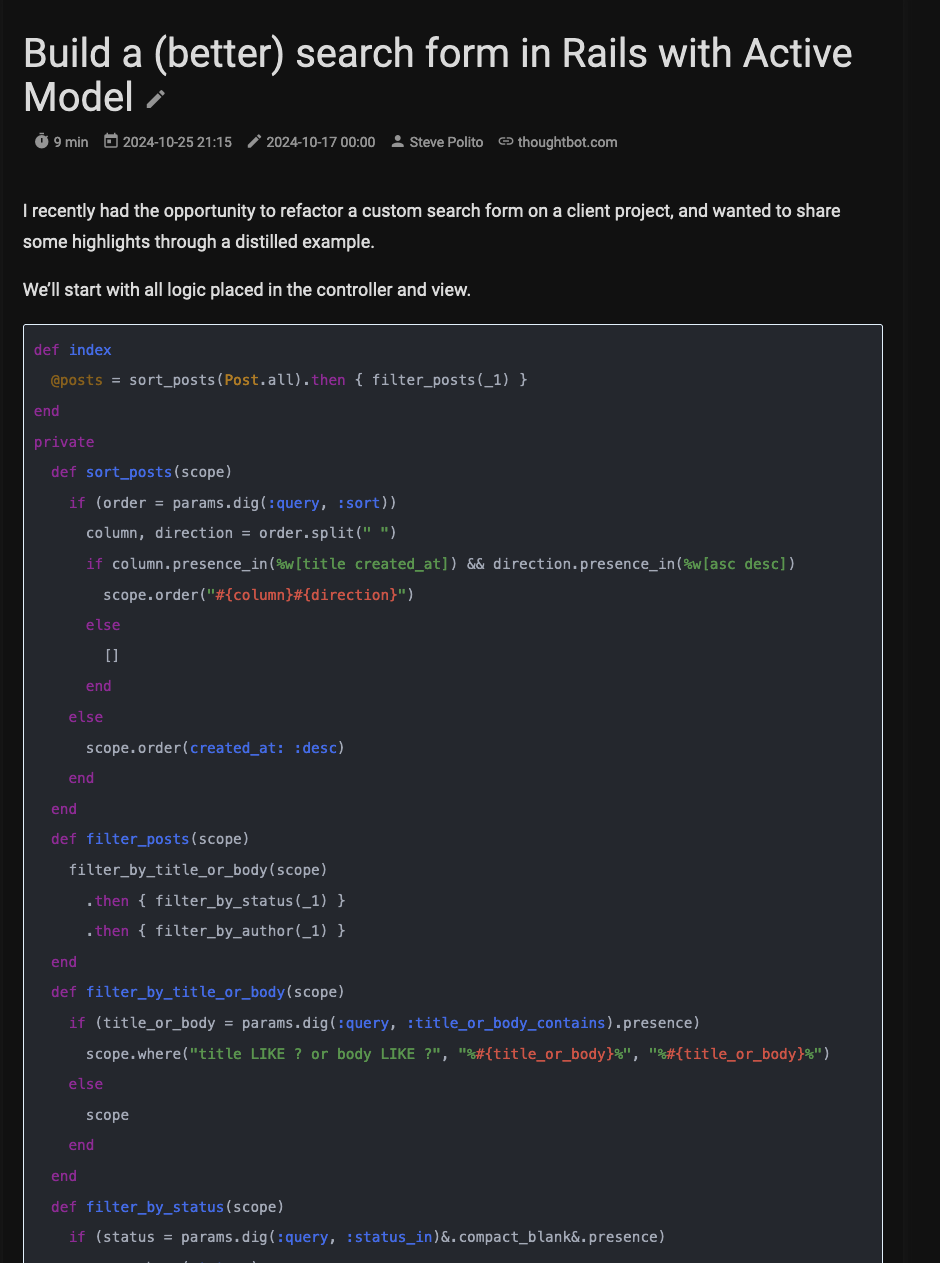 Build a (better) search form in Rails with Active
Model
9 min 2024-10-25 21:15 2024-10-17 00:00 Steve Polito thoughtbot.com
I recently had the opportunity to refactor a custom search form on a client project, and wanted to share
some highlights through a distilled example.
We’ll start with all logic placed in the controller and view.
def index
  @posts = sort_posts(Post.all).then { filter_posts(_1) }
end
private
  def sort_posts(scope)
    if (order = params.dig(:query, :sort))
      column, direction = order.split(" ")
      if column.presence_in(%w[title created_at]) && direction.presence_in(%w[asc desc])
        scope.order("#{column}#{direction}")
      else
        []
      end
    else
      scope.order(created_at: :desc)
    end
  end
  def filter_posts(scope)
    filter_by_title_or_body(scope)
      .then { filter_by_status(_1) }
      .then { filter_by_author(_1) }
  end
  def filter_by_title_or_body(scope)
    if (title_or_body = params.dig(:query, :title_or_body_contains).presence)
      scope.where("title LIKE ? or body LIKE ?", "%#{title_or_body}%", "%#{title_or_body}%")
    else
      scope
    end
  end
  def filter_by_status(scope)
    if (status = params.dig(:query, :status_in)&.compact_blank&.presence)